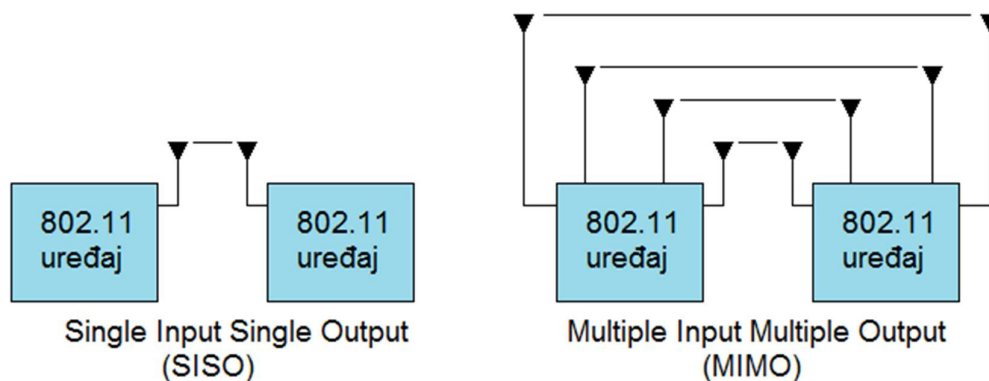 802.11
uređaj
802.11
uređaj
Single Input Single Output
(SISO)
802.11
uređaj
802.11
uređaj
Multiple Input Multiple Output
(MIMO)